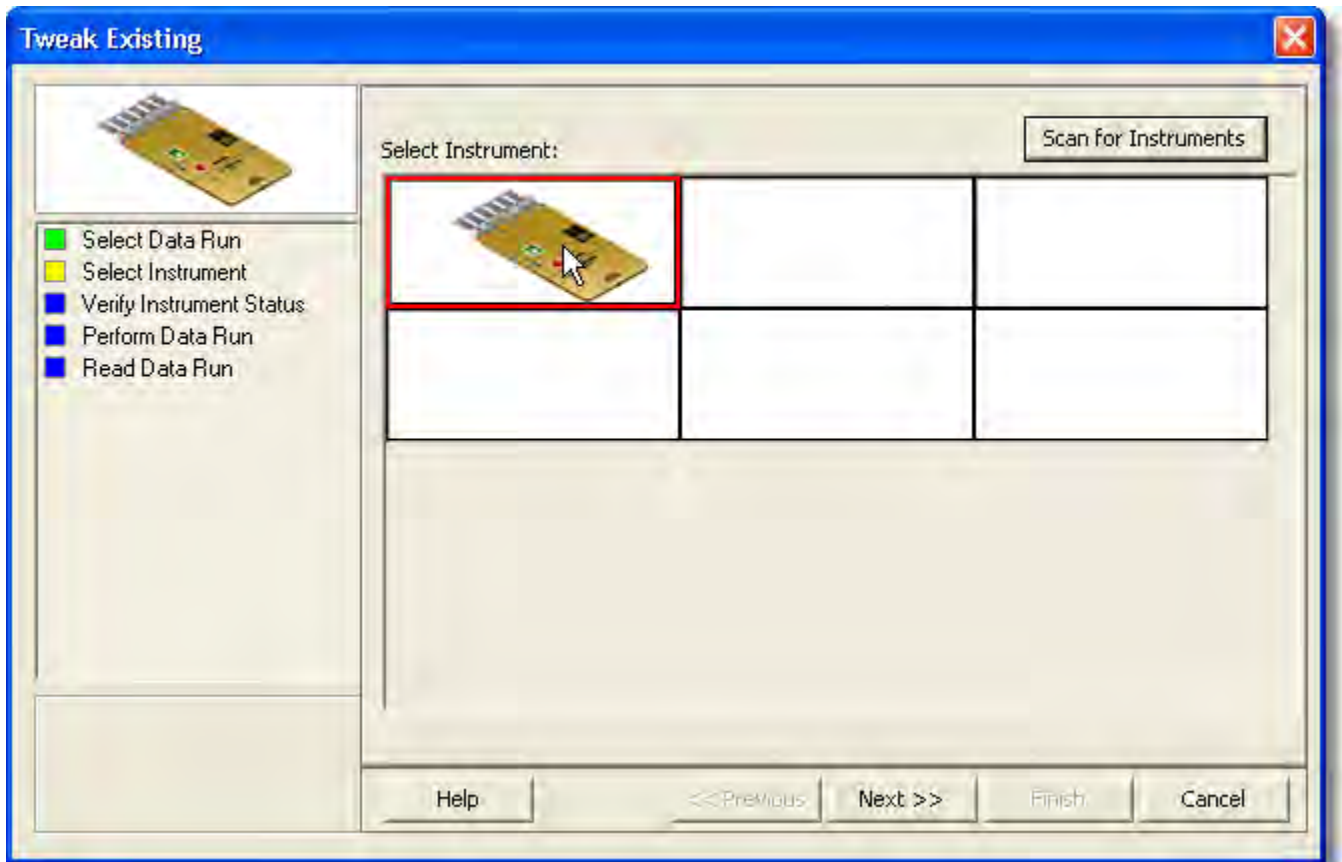 Tweak Existing
Select Data Run
Select Instrument
Verify Instrument Status
Perform Data Run
Read Data Run
Select Instrument:
Scan for Instruments
Help
<< Previous
Next >>
Finish
Cancel